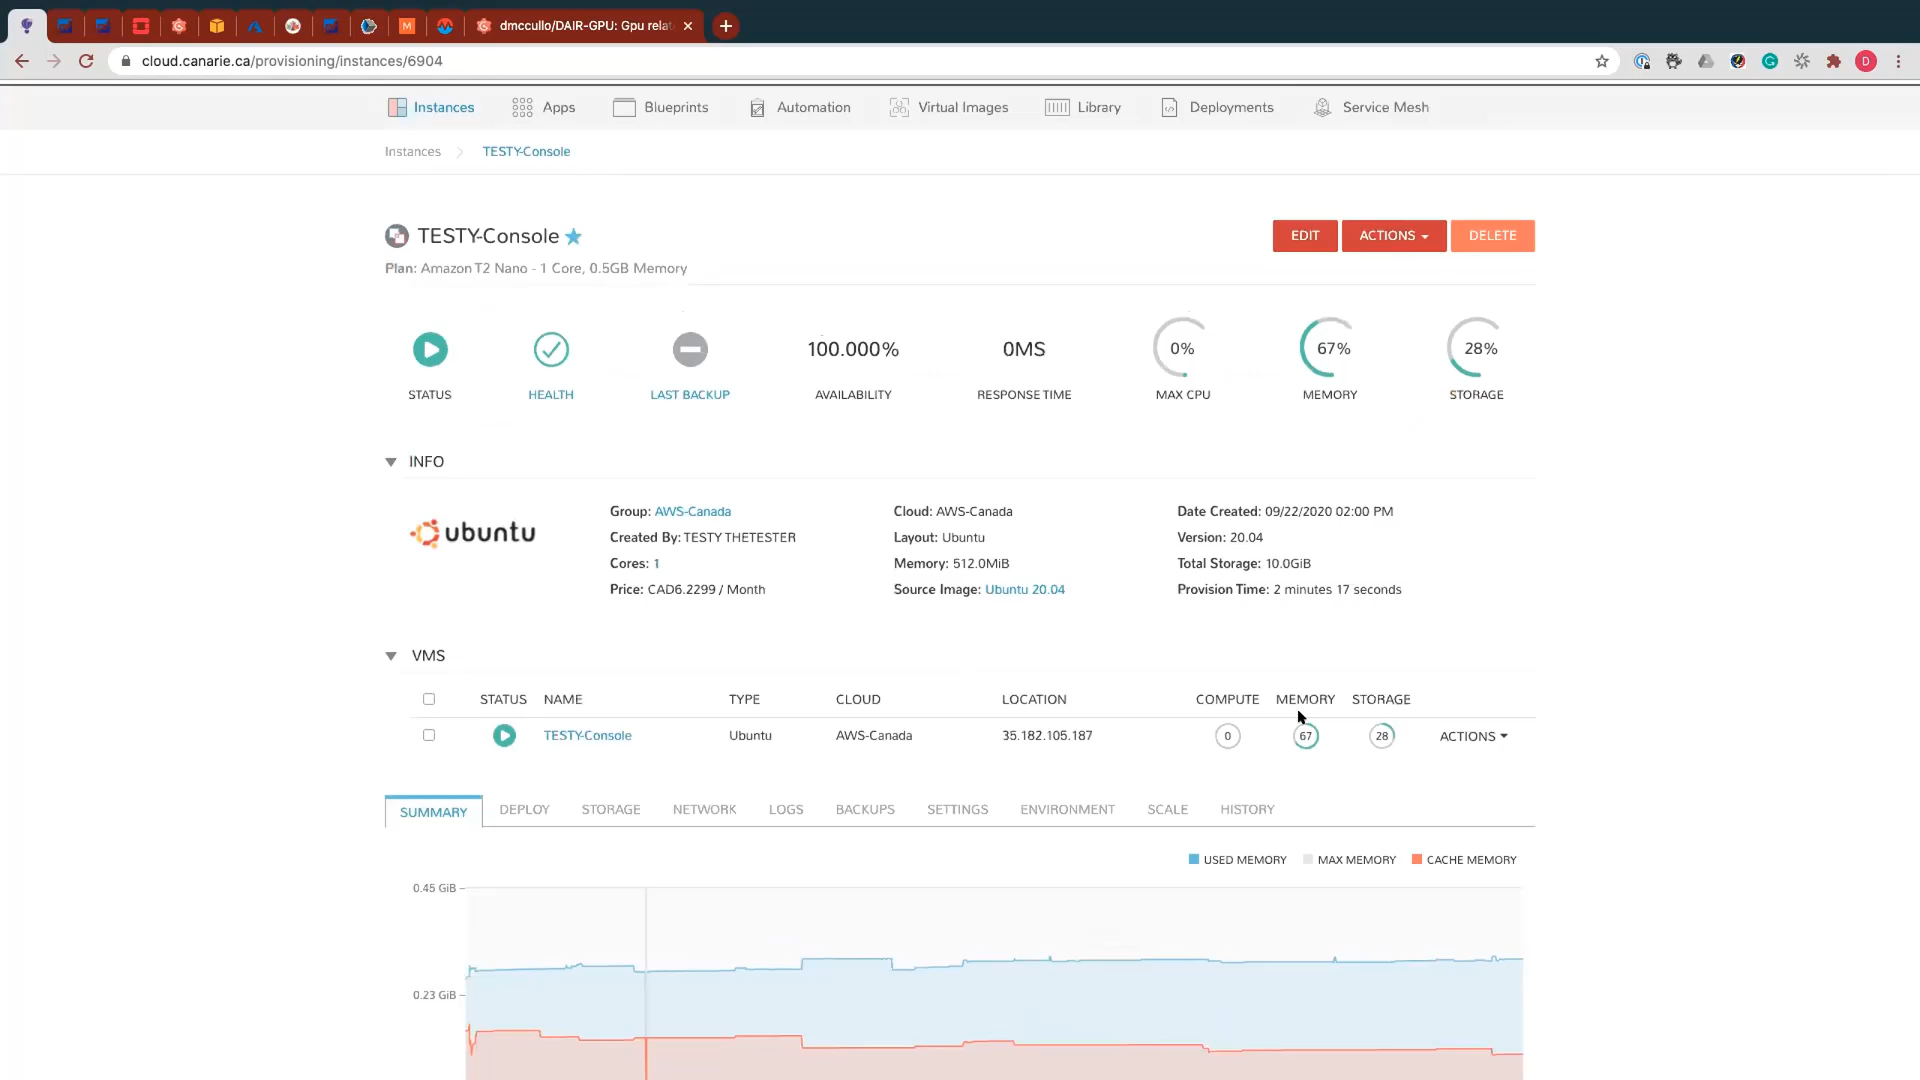 dmccullo/DAIR-GPU: Gpu rela
cloud.canarie.ca/provisioning/instances/6904
D
M
G
Instances Apps Blueprints Automation Virtual Images Library Deployments Service Mesh
Instances TESTY-Console
TESTY-Console
EDIT ACTIONS DELETE
Plan: Amazon T2 Nano - 1 Core, 0.5GB Memory
100.000% 0MS 0% 67% 28%
STATUS HEALTH LAST BACKUP AVAILABILITY RESPONSE TIME MAX CPU MEMORY STORAGE
INFO
ubuntu
Group: AWS-Canada Cloud: AWS-Canada Date Created: 09/22/2020 02:00 PM
Created By: TESTY THETESTER Layout: Ubuntu Version: 20.04
Cores: 1 Memory: 512.0MiB Total Storage: 10.0GiB
Price: CAD6.2299 / Month Source Image: Ubuntu 20.04 Provision Time: 2 minutes 17 seconds
VMS
STATUS NAME TYPE CLOUD LOCATION COMPUTE MEMORY STORAGE
TESTY-Console Ubuntu AWS-Canada 35.182.105.187 0 67 28 ACTIONS
SUMMARY DEPLOY STORAGE NETWORK LOGS BACKUPS SETTINGS ENVIRONMENT SCALE HISTORY
USED MEMORY MAX MEMORY CACHE MEMORY
0.45 GiB
0.23 GiB